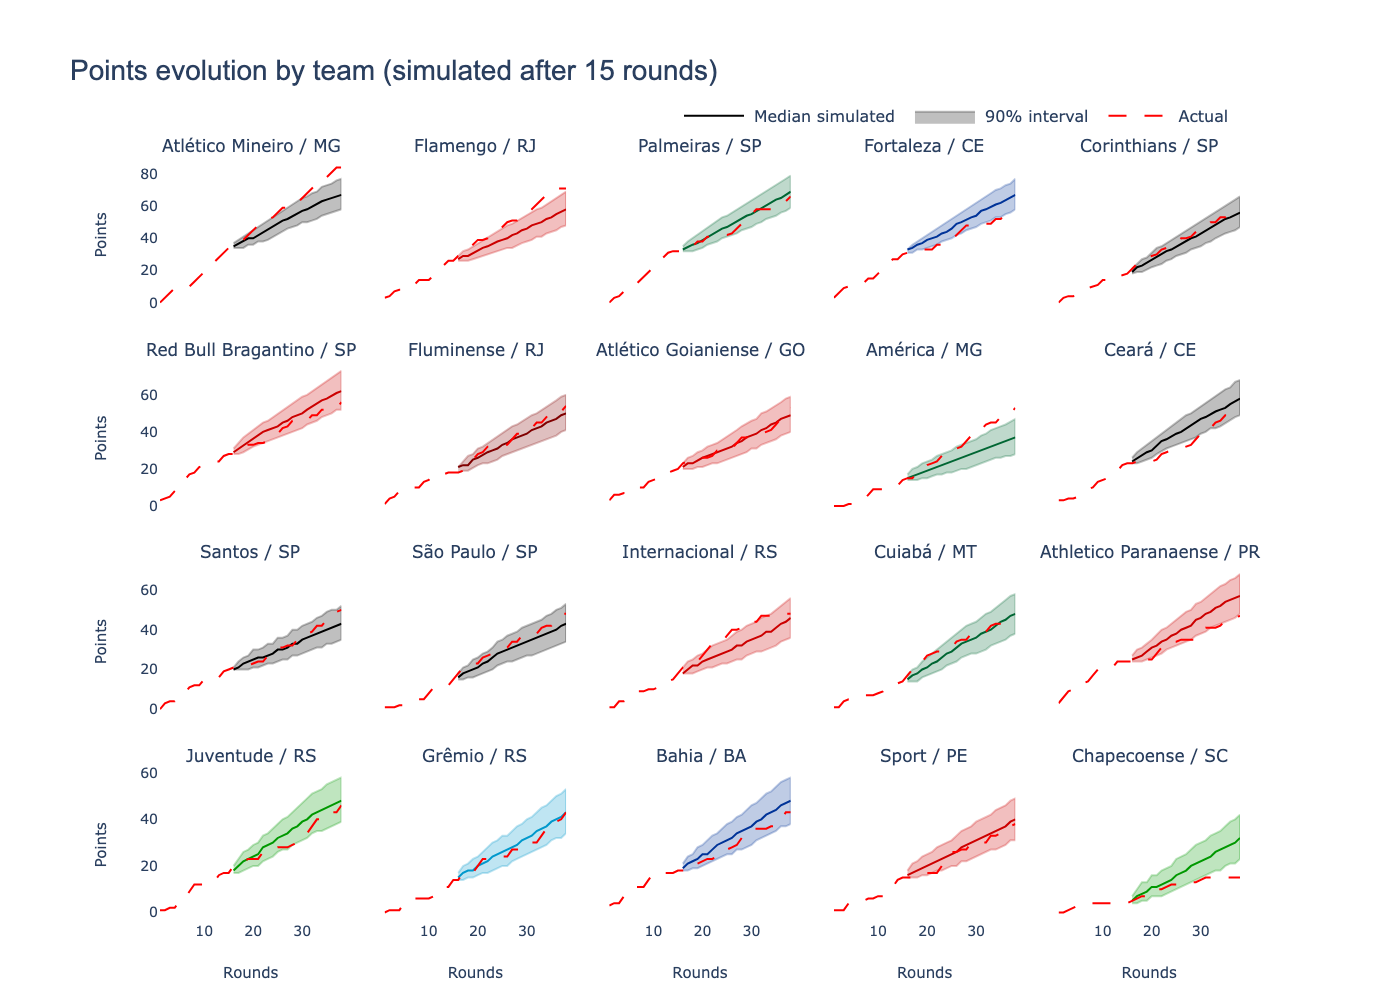 Points evolution by team (simulated after 15 rounds)
Median simulated 90% interval Actual
Atlético Mineiro / MG Flamengo / RJ Palmeiras / SP Fortaleza / CE Corinthians / SP
80
60
40
20
0
Points
Red Bull Bragantino / SP Fluminense / RJ Atlético Goianiense / GO América / MG Ceará / CE
60
40
20
0
Points
Santos / SP São Paulo / SP Internacional / RS Cuiabá / MT Athletico Paranaense / PR
60
40
20
0
Points
Juventude / RS Grêmio / RS Bahia / BA Sport / PE Chapecoense / SC
60
40
20
0
Points
10 20 30 10 20 30 10 20 30 10 20 30 10 20 30
Rounds Rounds Rounds Rounds Rounds